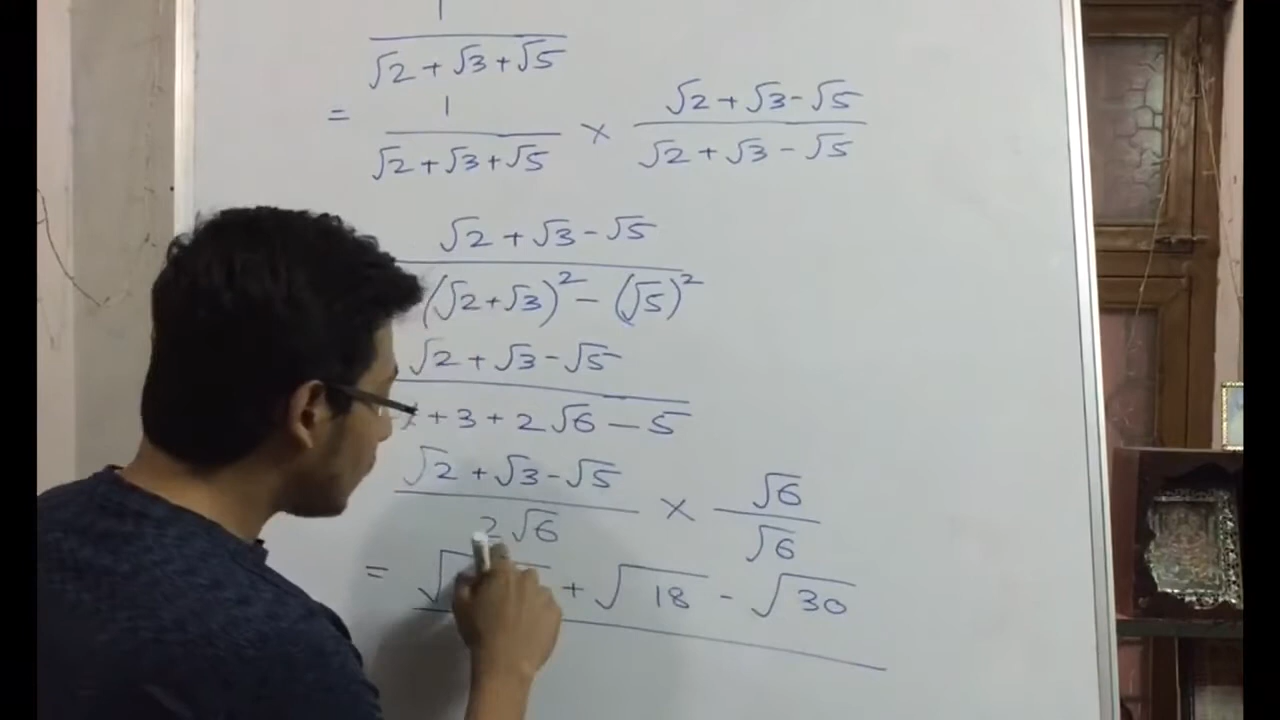 1
√2 + √3 + √5
= 1 × √2 + √3 - √5
√2 + √3 + √5 √2 + √3 - √5
√2 + √3 - √5
(√2 + √3)² - (√5)²
√2 + √3 - √5
+ 3 + 2√6 - 5
√2 + √3 - √5 × √6
2√6 √6
= √ + √18 - √30